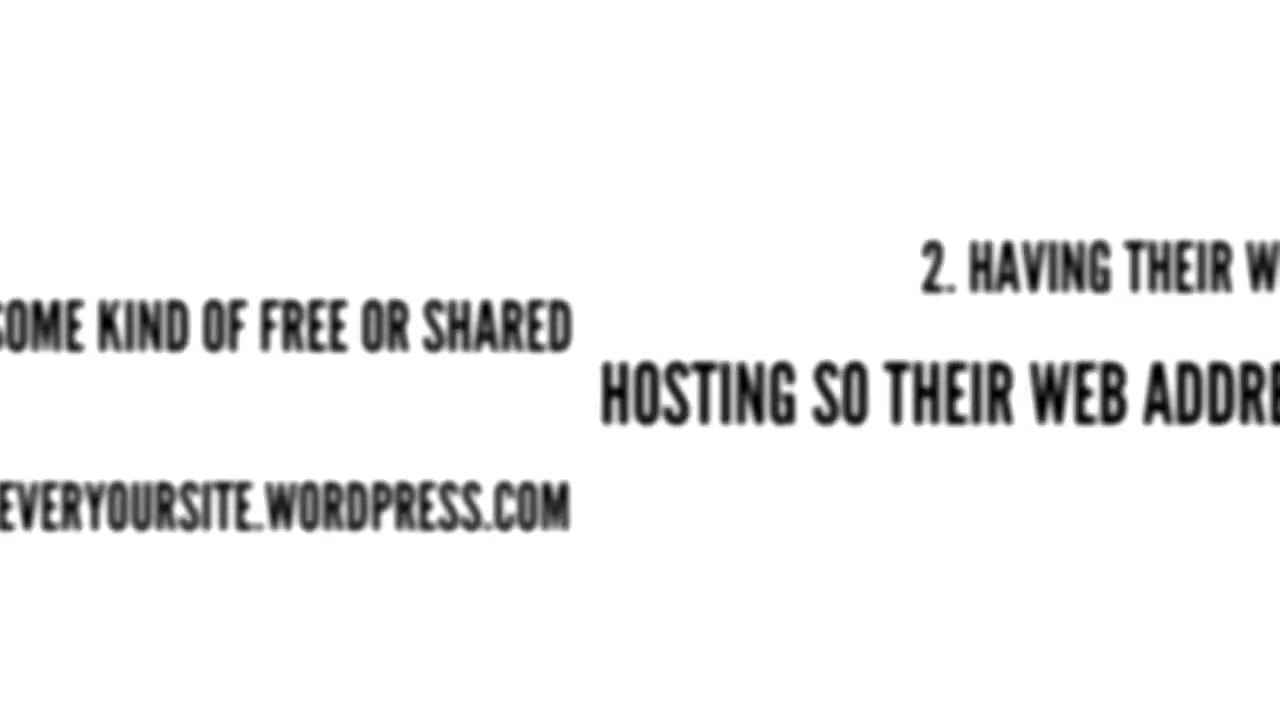 2. HAVING THEIR
SOME KIND OF FREE OR SHARED
HOSTING SO THEIR WEB
EVERYOURSITE.WORDPRESS.COM